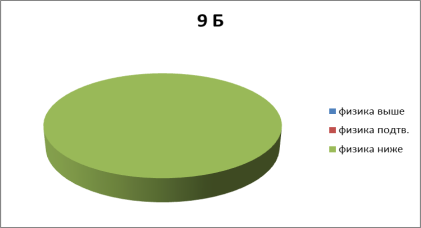 9 Б
физика выше
физика подтв.
физика ниже